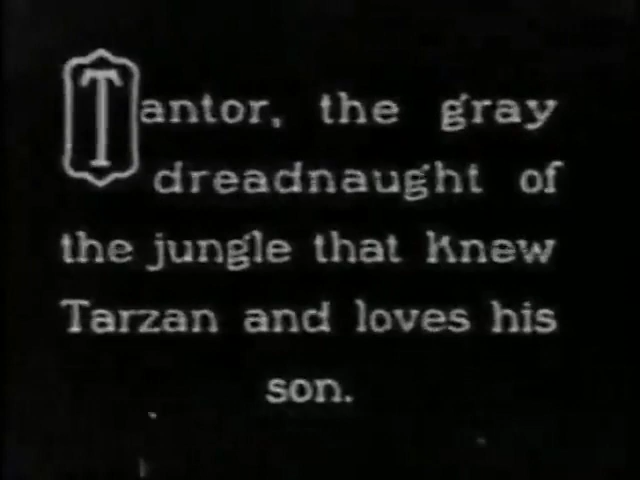 Tantor, the gray
dreadnaught of
the jungle that knew
Tarzan and loves his
son.